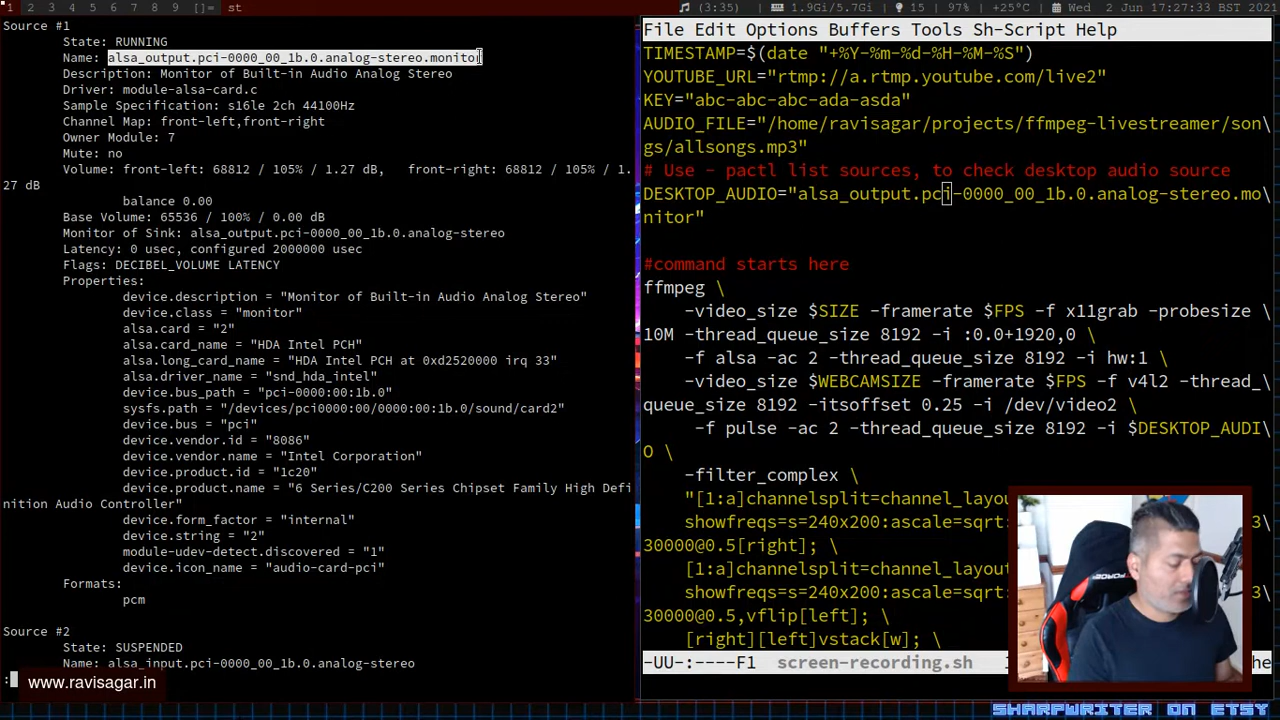 1 2 3 4 5 6 7 8 9 []= st
(3:35) 1.9Gi/5.7Gi 15 97% +25°C Wed 2 Jun 17:27:33 BST 2021
Source #1
State: RUNNING
Name: alsa_output.pci-0000_00_1b.0.analog-stereo.monitor
Description: Monitor of Built-in Audio Analog Stereo
Driver: module-alsa-card.c
Sample Specification: s16le 2ch 44100Hz
Channel Map: front-left,front-right
Owner Module: 7
Mute: no
Volume: front-left: 68812 / 105% / 1.27 dB,   front-right: 68812 / 105% / 1.
27 dB
balance 0.00
Base Volume: 65536 / 100% / 0.00 dB
Monitor of Sink: alsa_output.pci-0000_00_1b.0.analog-stereo
Latency: 0 usec, configured 2000000 usec
Flags: DECIBEL_VOLUME LATENCY
Properties:
device.description = "Monitor of Built-in Audio Analog Stereo"
device.class = "monitor"
alsa.card = "2"
alsa.card_name = "HDA Intel PCH"
alsa.long_card_name = "HDA Intel PCH at 0xd2520000 irq 33"
alsa.driver_name = "snd_hda_intel"
device.bus_path = "pci-0000:00:1b.0"
sysfs.path = "/devices/pci0000:00/0000:00:1b.0/sound/card2"
device.bus = "pci"
device.vendor.id = "8086"
device.vendor.name = "Intel Corporation"
device.product.id = "1c20"
device.product.name = "6 Series/C200 Series Chipset Family High Defi
nition Audio Controller"
device.form_factor = "internal"
device.string = "2"
module-udev-detect.discovered = "1"
device.icon_name = "audio-card-pci"
Formats:
pcm
Source #2
State: SUSPENDED
Name: alsa_input.pci-0000_00_1b.0.analog-stereo
:
www.ravisagar.in
File Edit Options Buffers Tools Sh-Script Help
TIMESTAMP=$(date "+%Y-%m-%d-%H-%M-%S")
YOUTUBE_URL="rtmp://a.rtmp.youtube.com/live2"
KEY="abc-abc-abc-ada-asda"
AUDIO_FILE="/home/ravisagar/projects/ffmpeg-livestreamer/son\
gs/allsongs.mp3"
# Use - pactl list sources, to check desktop audio source
DESKTOP_AUDIO="alsa_output.pci-0000_00_1b.0.analog-stereo.mo\
nitor"
#command starts here
ffmpeg \
-video_size $SIZE -framerate $FPS -f x11grab -probesize \
10M -thread_queue_size 8192 -i :0.0+1920,0 \
-f alsa -ac 2 -thread_queue_size 8192 -i hw:1 \
-video_size $WEBCAMSIZE -framerate $FPS -f v4l2 -thread_\
queue_size 8192 -itsoffset 0.25 -i /dev/video2 \
-f pulse -ac 2 -thread_queue_size 8192 -i $DESKTOP_AUDI\
O \
-filter_complex \
"[1:a]channelsplit=channel_layou
showfreqs=s=240x200:ascale=sqrt: 3\
30000@0.5[right]; \
[1:a]channelsplit=channel_layou
showfreqs=s=240x200:ascale=sqrt: 3\
30000@0.5,vflip[left]; \
[right][left]vstack[w]; \
-UU-:----F1 screen-recording.sh he
SHARPWRITER ON ETSY